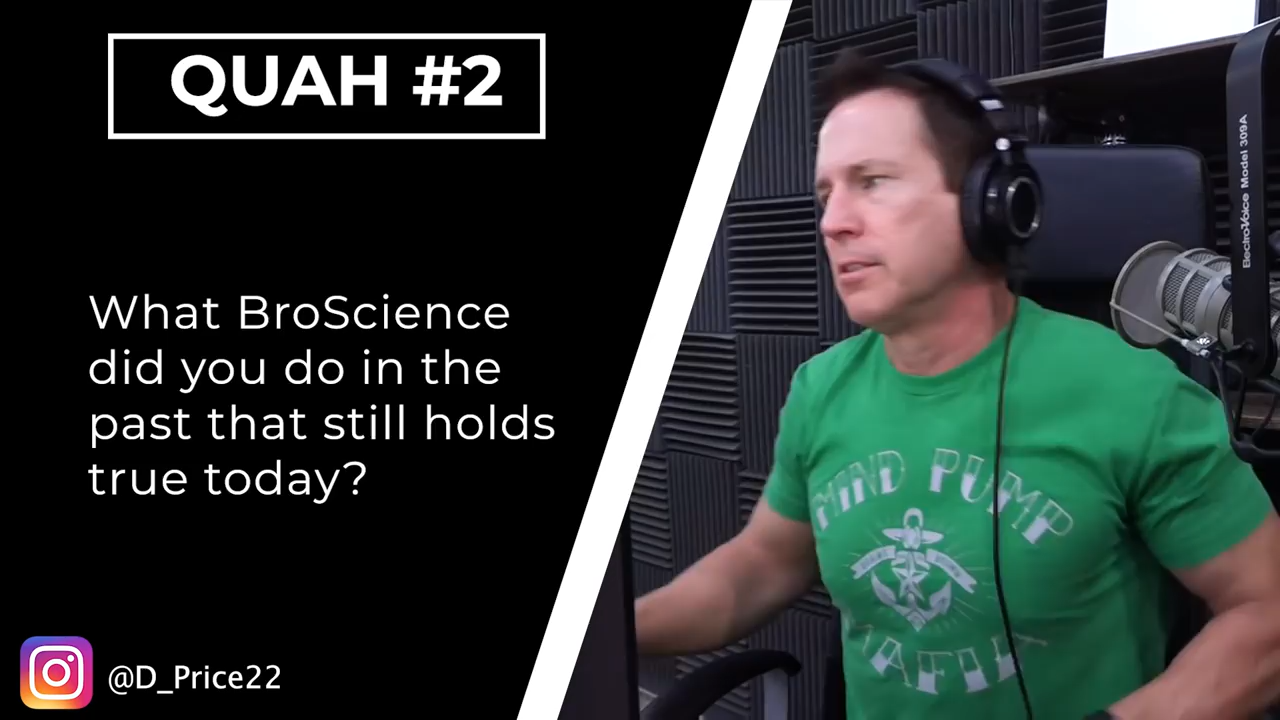 QUAH #2
What BroScience
did you do in the
past that still holds
true today?
@D_Price22
ElectroVoice Model 309A
MIND PUMP
MAFIA